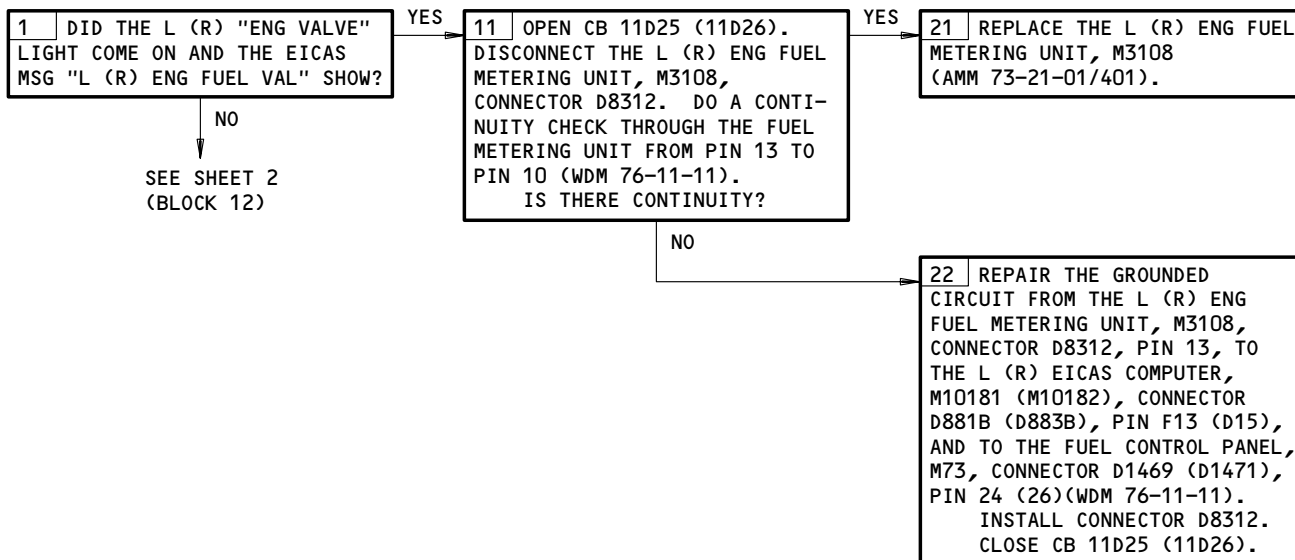 1 DID THE L (R) "ENG VALVE"
LIGHT COME ON AND THE EICAS
MSG "L (R) ENG FUEL VAL" SHOW?
YES
NO
SEE SHEET 2
(BLOCK 12)
11 OPEN CB 11D25 (11D26).
DISCONNECT THE L (R) ENG FUEL
METERING UNIT, M3108,
CONNECTOR D8312. DO A CONTI-
NUITY CHECK THROUGH THE FUEL
METERING UNIT FROM PIN 13 TO
PIN 10 (WDM 76-11-11).
IS THERE CONTINUITY?
YES
NO
21 REPLACE THE L (R) ENG FUEL
METERING UNIT, M3108
(AMM 73-21-01/401).
22 REPAIR THE GROUNDED
CIRCUIT FROM THE L (R) ENG
FUEL METERING UNIT, M3108,
CONNECTOR D8312, PIN 13, TO
THE L (R) EICAS COMPUTER,
M10181 (M10182), CONNECTOR
D881B (D883B), PIN F13 (D15),
AND TO THE FUEL CONTROL PANEL,
M73, CONNECTOR D1469 (D1471),
PIN 24 (26)(WDM 76-11-11).
INSTALL CONNECTOR D8312.
CLOSE CB 11D25 (11D26).